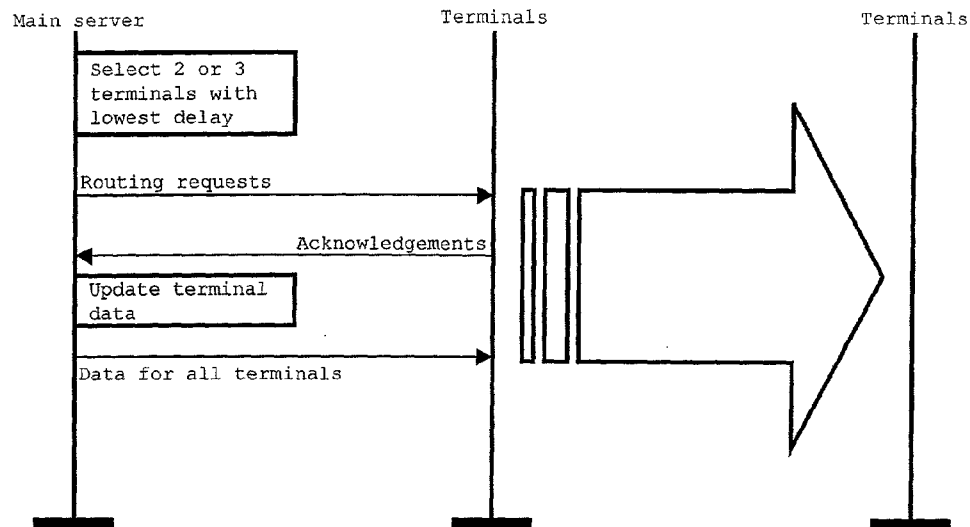 Main server
Terminals
Terminals
Select 2 or 3
terminals with
lowest delay
Routing requests
Acknowledgements
Update terminal
data
Data for all terminals